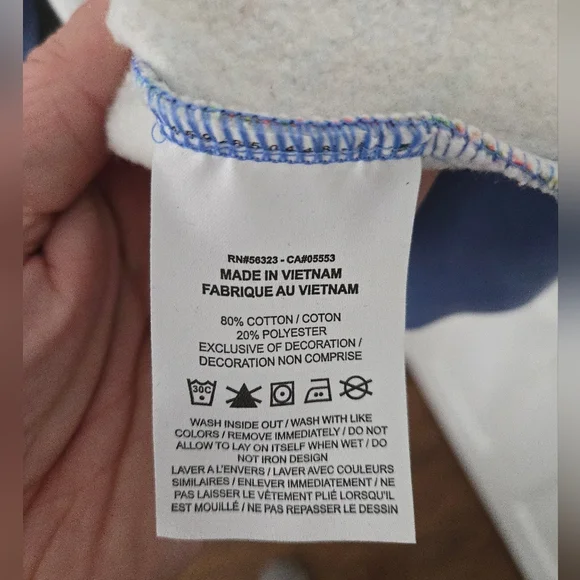 RN#56323 - CA#05553
MADE IN VIETNAM
FABRIQUE AU VIETNAM
80% COTTON / COTON
20% POLYESTER
EXCLUSIVE OF DECORATION /
DECORATION NON COMPRISE
30C
WASH INSIDE OUT / WASH WITH LIKE
COLORS / REMOVE IMMEDIATELY / DO NOT
ALLOW TO LAY ON ITSELF WHEN WET / DO
NOT IRON DESIGN
LAVER A L'ENVERS / LAVER AVEC COULEURS
SIMILAIRES / ENLEVER IMMEDIATEMENT / NE
PAS LAISSER LE VÊTEMENT PLIÉ LORSQU'IL
EST MOUILLÉ / NE PAS REPASSER LE DESSIN